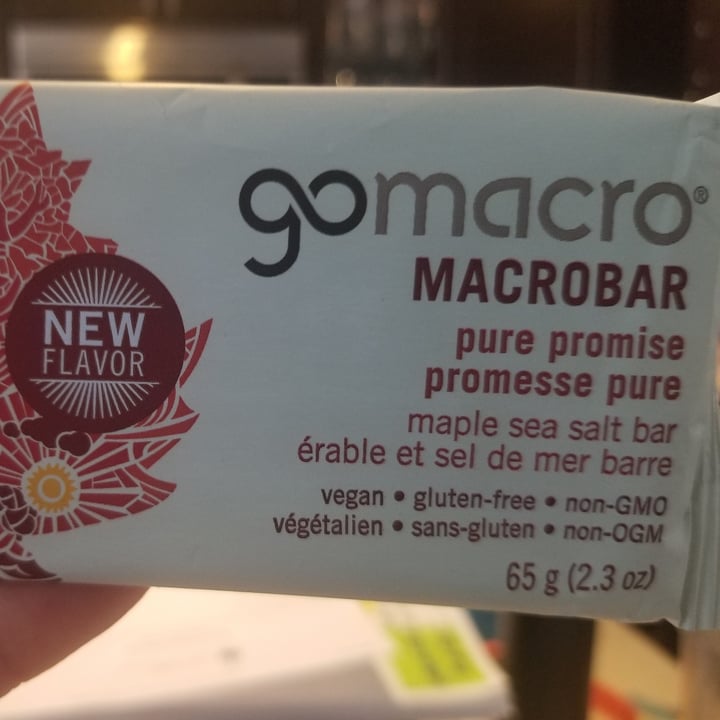 gomacro®
MACROBAR
pure promise
promesse pure
maple sea salt bar
érable et sel de mer barre
vegan • gluten-free • non-GMO
végétalien • sans-gluten • non-OGM
65 g (2.3 oz)
NEW
FLAVOR